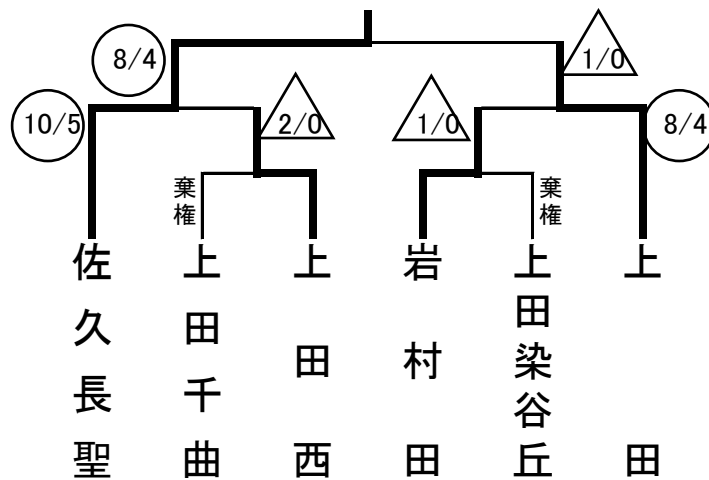 8/4
1/0
10/5
2/0
1/0
8/4
棄権
棄権
佐久長聖
上田千曲
上田西
岩村田
上田染谷丘
上田